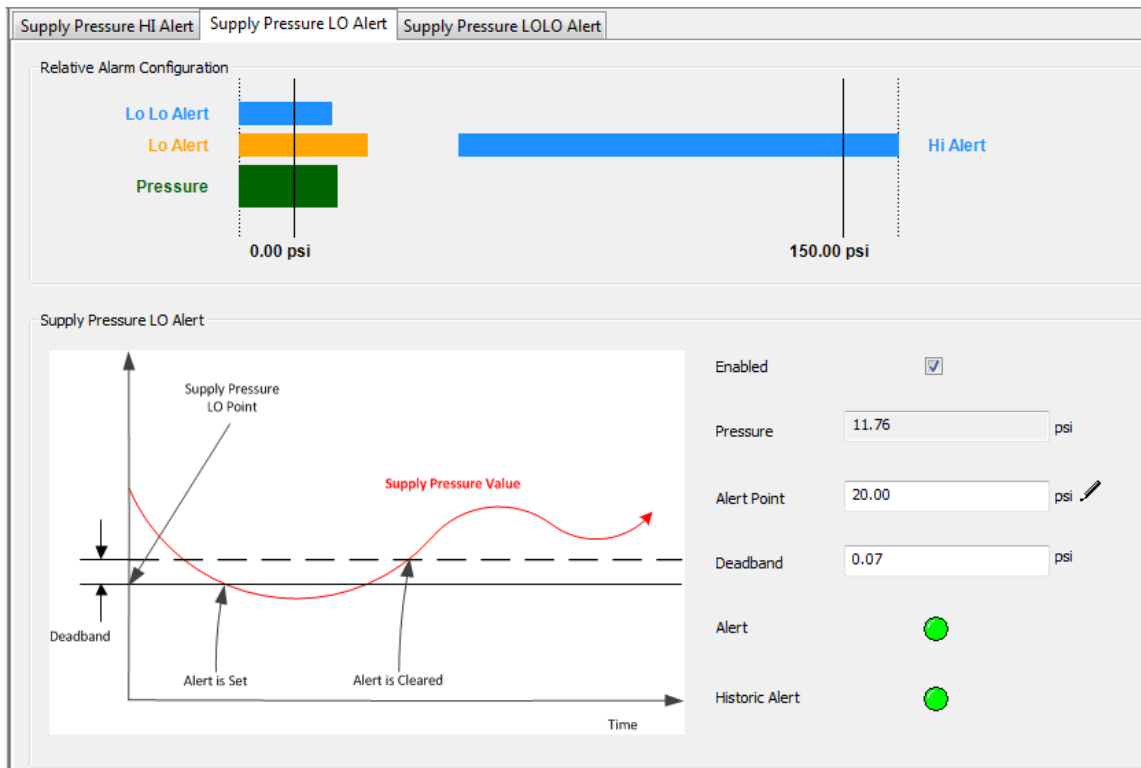 Supply Pressure HI Alert
Supply Pressure LO Alert
Supply Pressure LOLO Alert
Relative Alarm Configuration
Lo Lo Alert
Lo Alert
Hi Alert
Pressure
0.00 psi
150.00 psi
Supply Pressure LO Alert
Supply Pressure
LO Point
Supply Pressure Value
Deadband
Alert is Set
Alert is Cleared
Time
Enabled
Pressure 11.76 psi
Alert Point 20.00 psi
Deadband 0.07 psi
Alert
Historic Alert